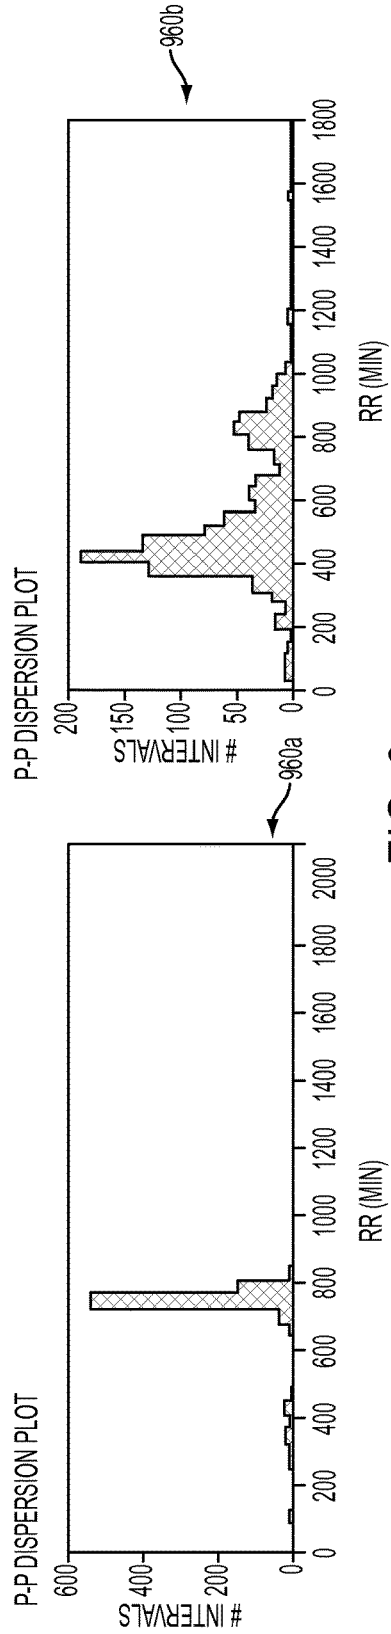 P-P DISPERSION PLOT
600
400
200
0
# INTERVALS
0 200 400 600 800 1000 1200 1400 1600 1800 2000
RR (MIN)
960a
P-P DISPERSION PLOT
200
150
100
50
0
# INTERVALS
0 200 400 600 800 1000 1200 1400 1600 1800
RR (MIN)
960b